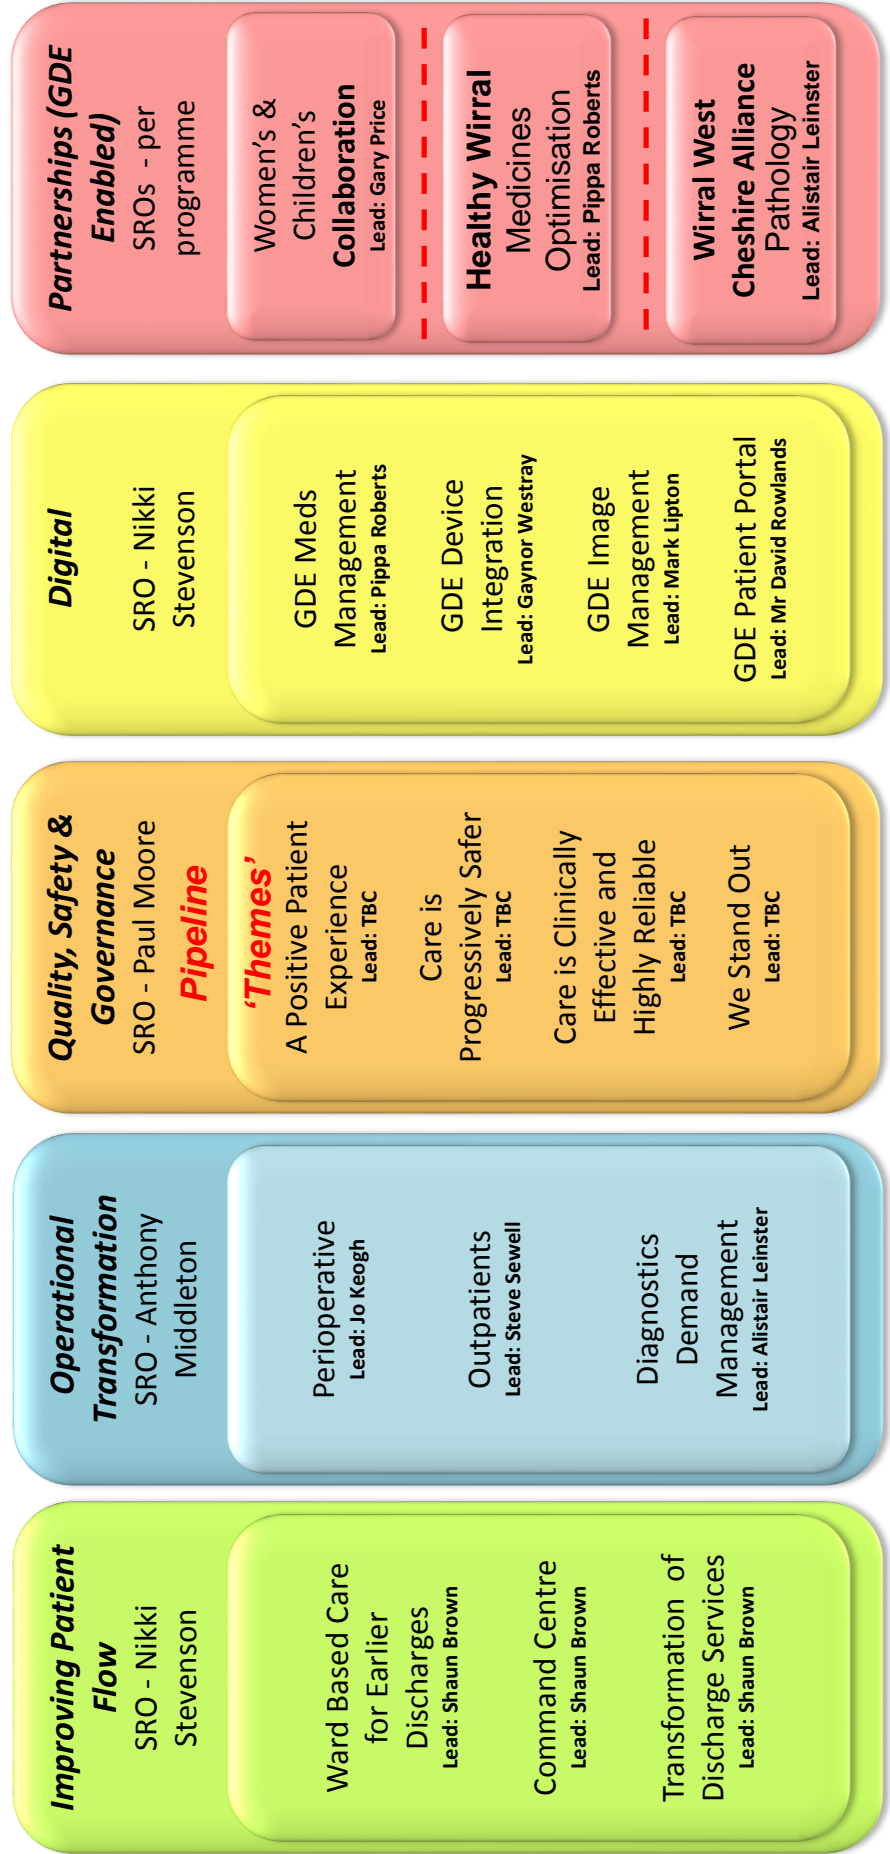 Improving Patient
Flow
SRO - Nikki
Stevenson
Ward Based Care
for Earlier
Discharges
Lead: Shaun Brown
Command Centre
Lead: Shaun Brown
Transformation of
Discharge Services
Lead: Shaun Brown
Operational
Transformation
SRO - Anthony
Middleton
Perioperative
Lead: Jo Keogh
Outpatients
Lead: Steve Sewell
Diagnostics
Demand
Management
Lead: Alistair Leinster
Quality, Safety &
Governance
SRO - Paul Moore
Pipeline
‘Themes’
A Positive Patient
Experience
Lead: TBC
Care is
Progressively Safer
Lead: TBC
Care is Clinically
Effective and
Highly Reliable
Lead: TBC
We Stand Out
Lead: TBC
Digital
SRO - Nikki
Stevenson
GDE Meds
Management
Lead: Pippa Roberts
GDE Device
Integration
Lead: Gaynor Westray
GDE Image
Management
Lead: Mark Lipton
GDE Patient Portal
Lead: Mr David Rowlands
Partnerships (GDE
Enabled)
SROs - per
programme
Women’s &
Children’s
Collaboration
Lead: Gary Price
Healthy Wirral
Medicines
Optimisation
Lead: Pippa Roberts
Wirral West
Cheshire Alliance
Pathology
Lead: Alistair Leinster